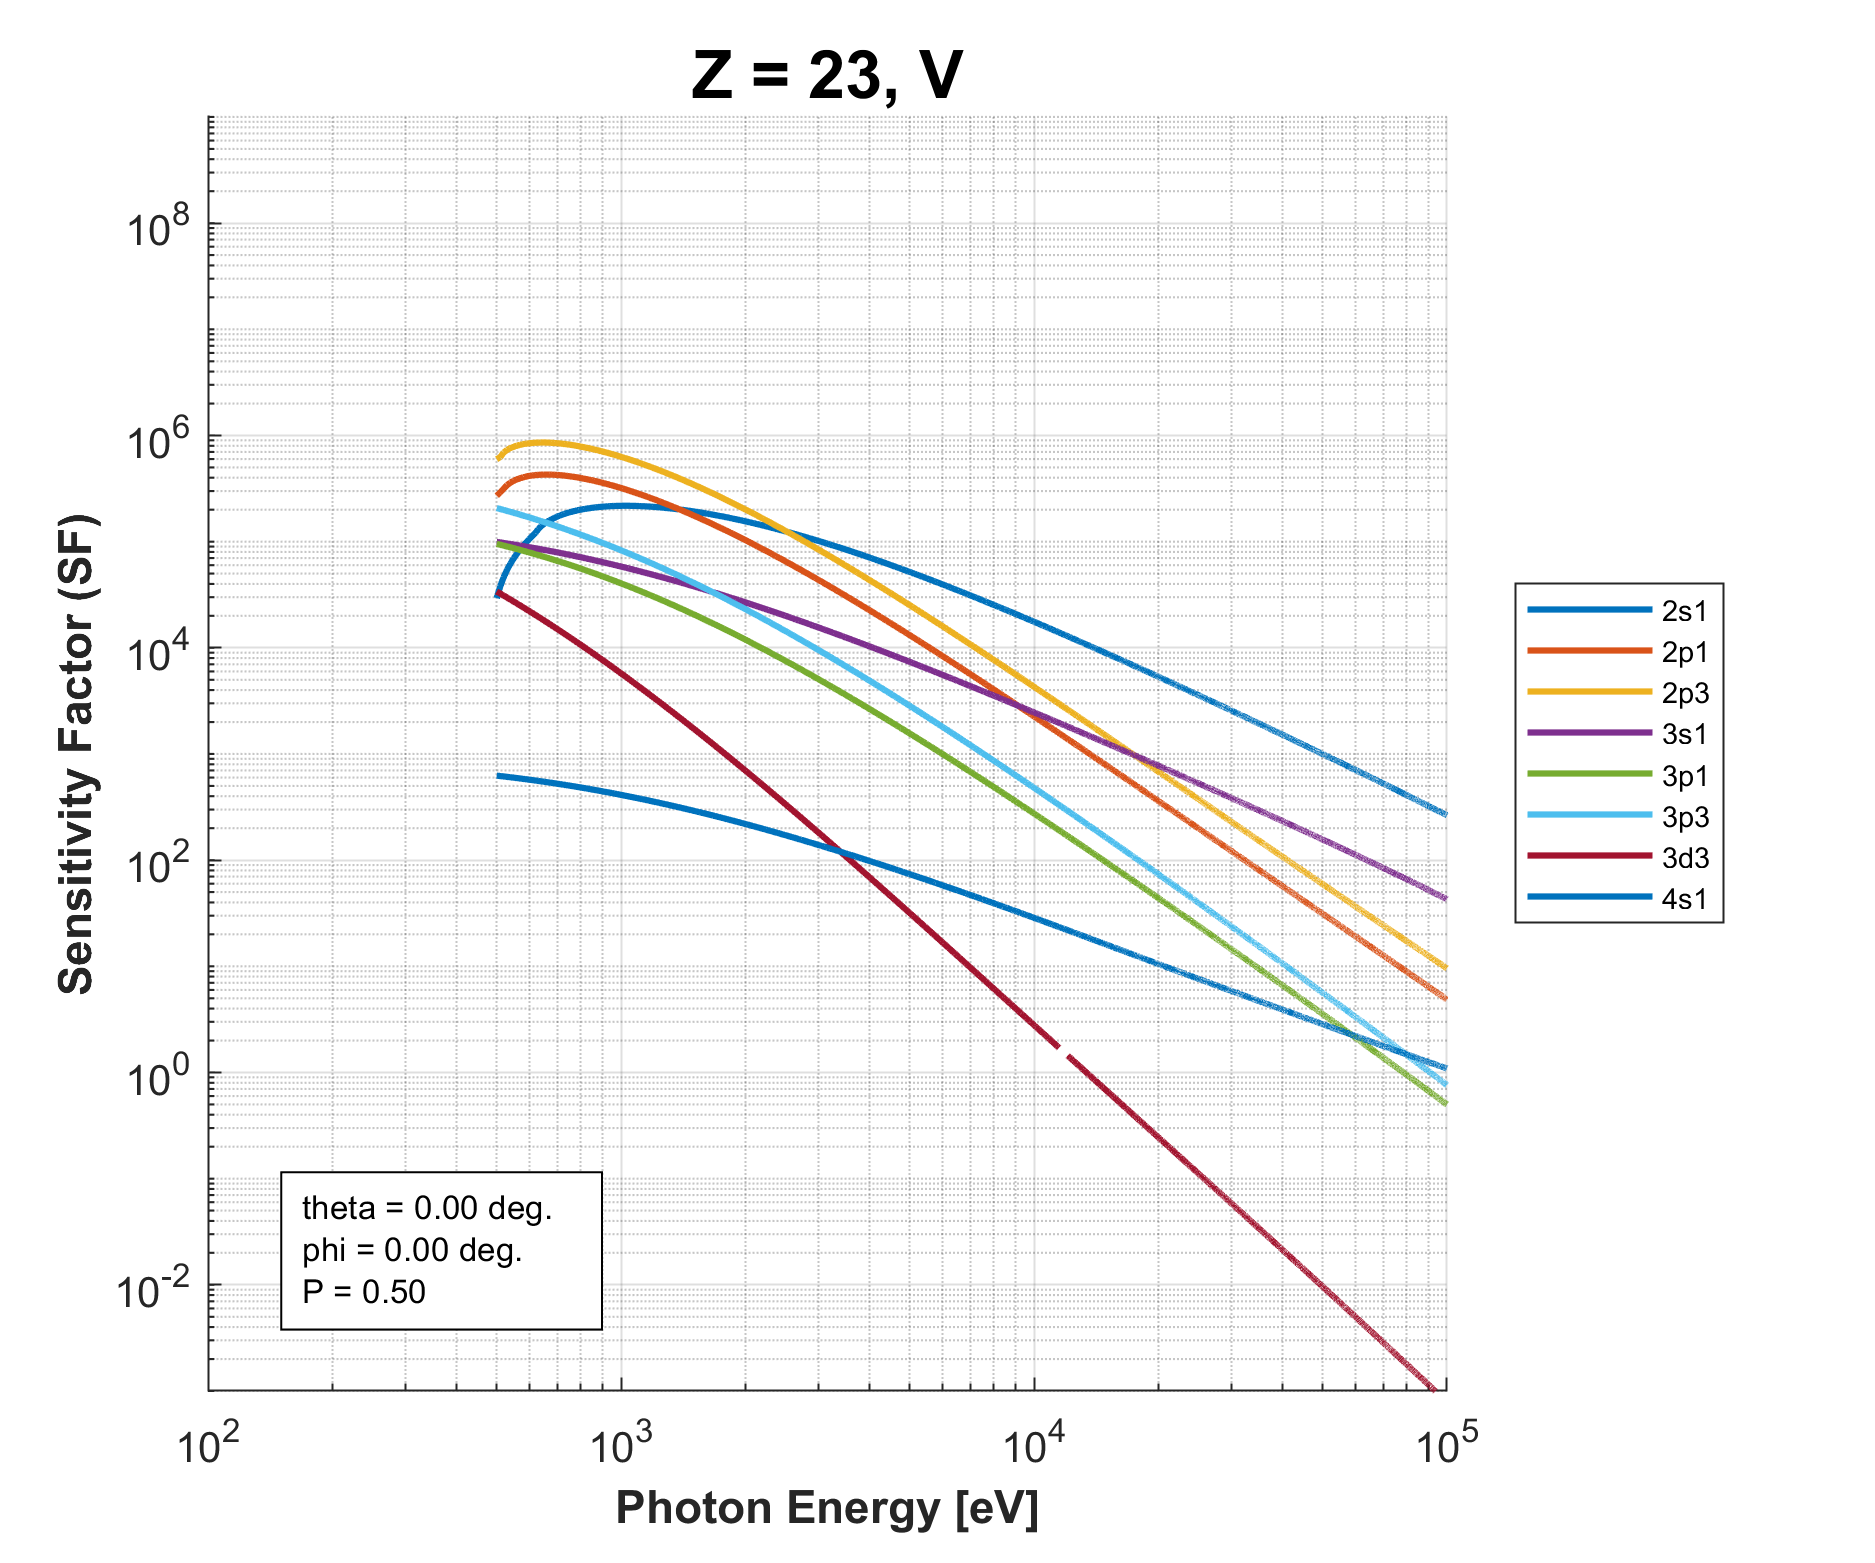 Z = 23, V
Sensitivity Factor (SF)
10^8
10^6
10^4
10^2
10^0
10^-2
10^2
10^3
10^4
10^5
Photon Energy [eV]
theta = 0.00 deg.
phi = 0.00 deg.
P = 0.50
2s1
2p1
2p3
3s1
3p1
3p3
3d3
4s1